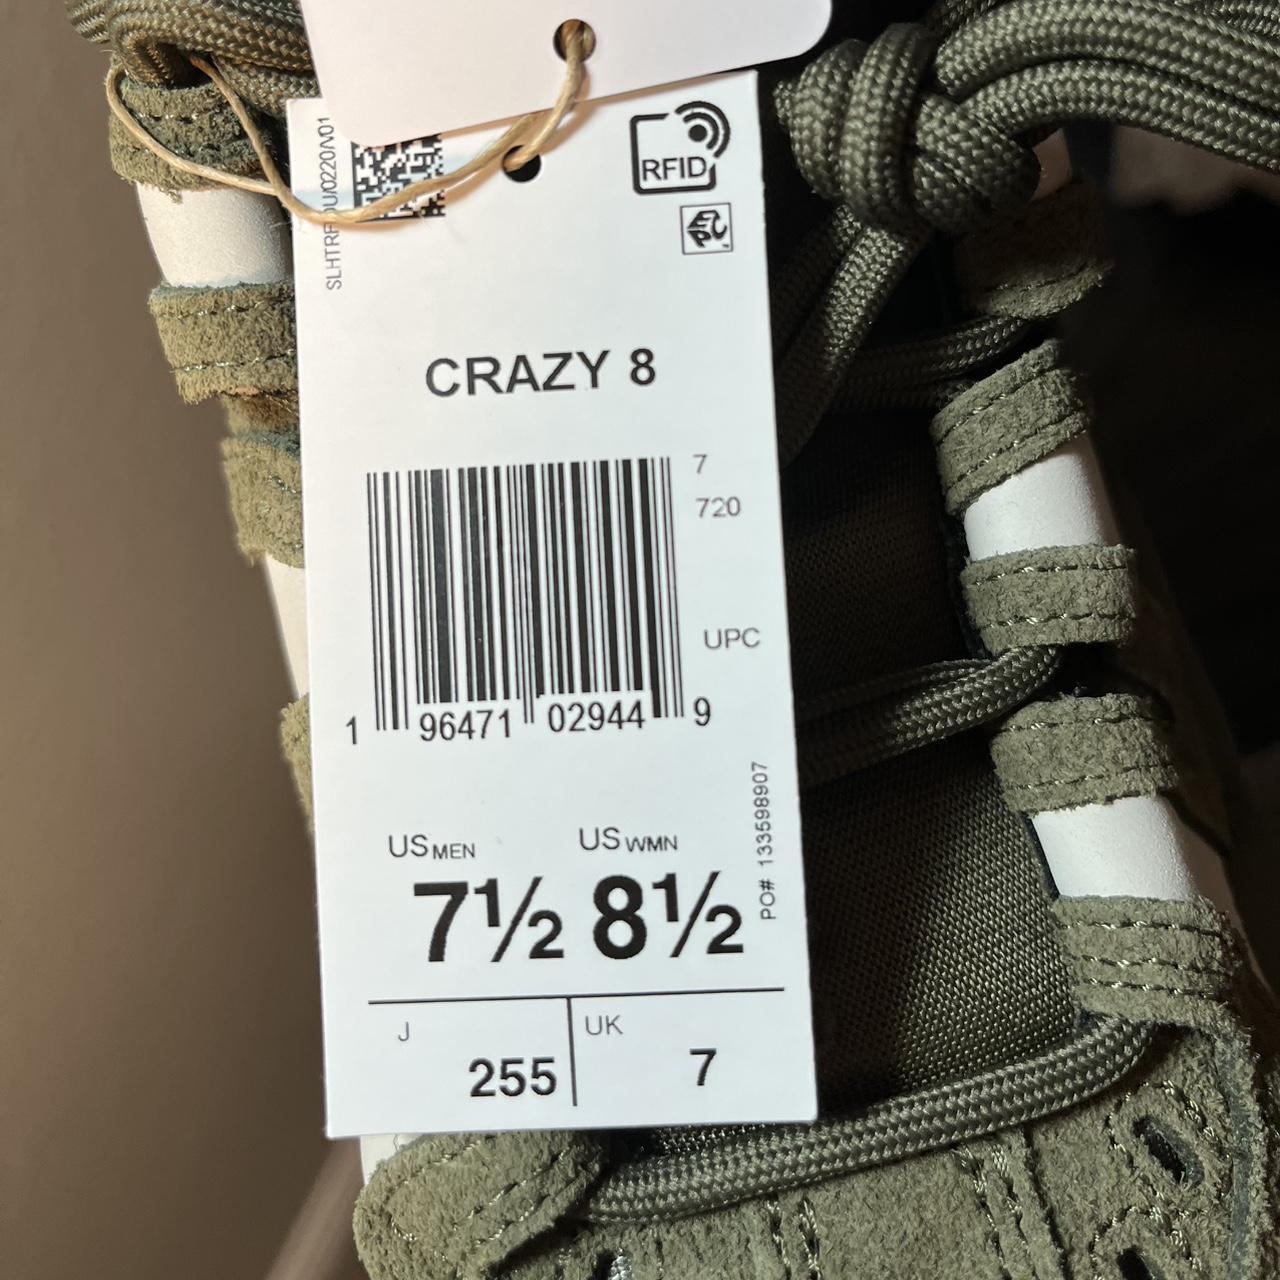 RFID
EPC
CRAZY 8
7
720
UPC
1 96471 02944 9
PO# 133598907
US MEN US WMN
7½ 8½
J UK
255 7